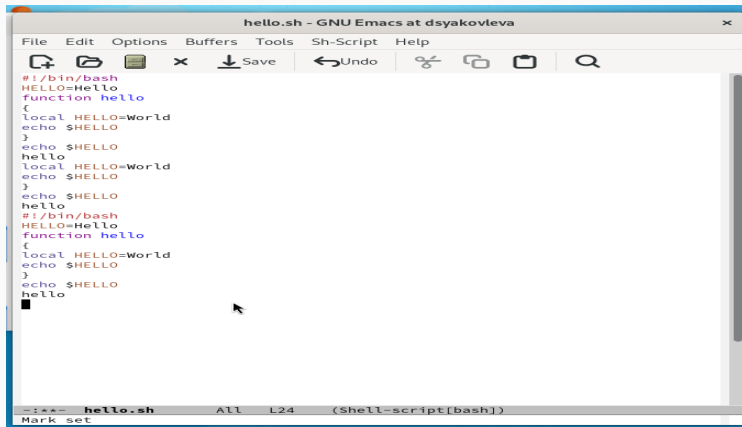 hello.sh - GNU Emacs at dsyakovleva ×
File Edit Options Buffers Tools Sh-Script Help
Save Undo
#!/bin/bash
HELLO=Hello
function hello
{
local HELLO=World
echo $HELLO
}
echo $HELLO
hello
local HELLO=World
echo $HELLO
}
echo $HELLO
hello
#!/bin/bash
HELLO=Hello
function hello
{
local HELLO=World
echo $HELLO
}
echo $HELLO
hello
-:**- hello.sh All L24 (Shell-script[bash])
Mark set